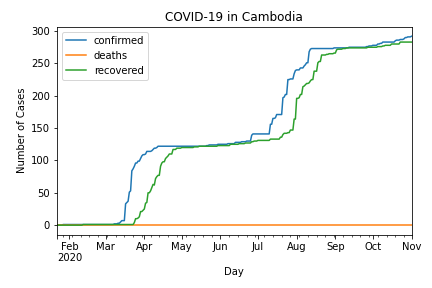 COVID-19 in Cambodia
confirmed
deaths
recovered
Number of Cases
300
250
200
150
100
50
0
Feb Mar Apr May Jun Jul Aug Sep Oct Nov
2020
Day